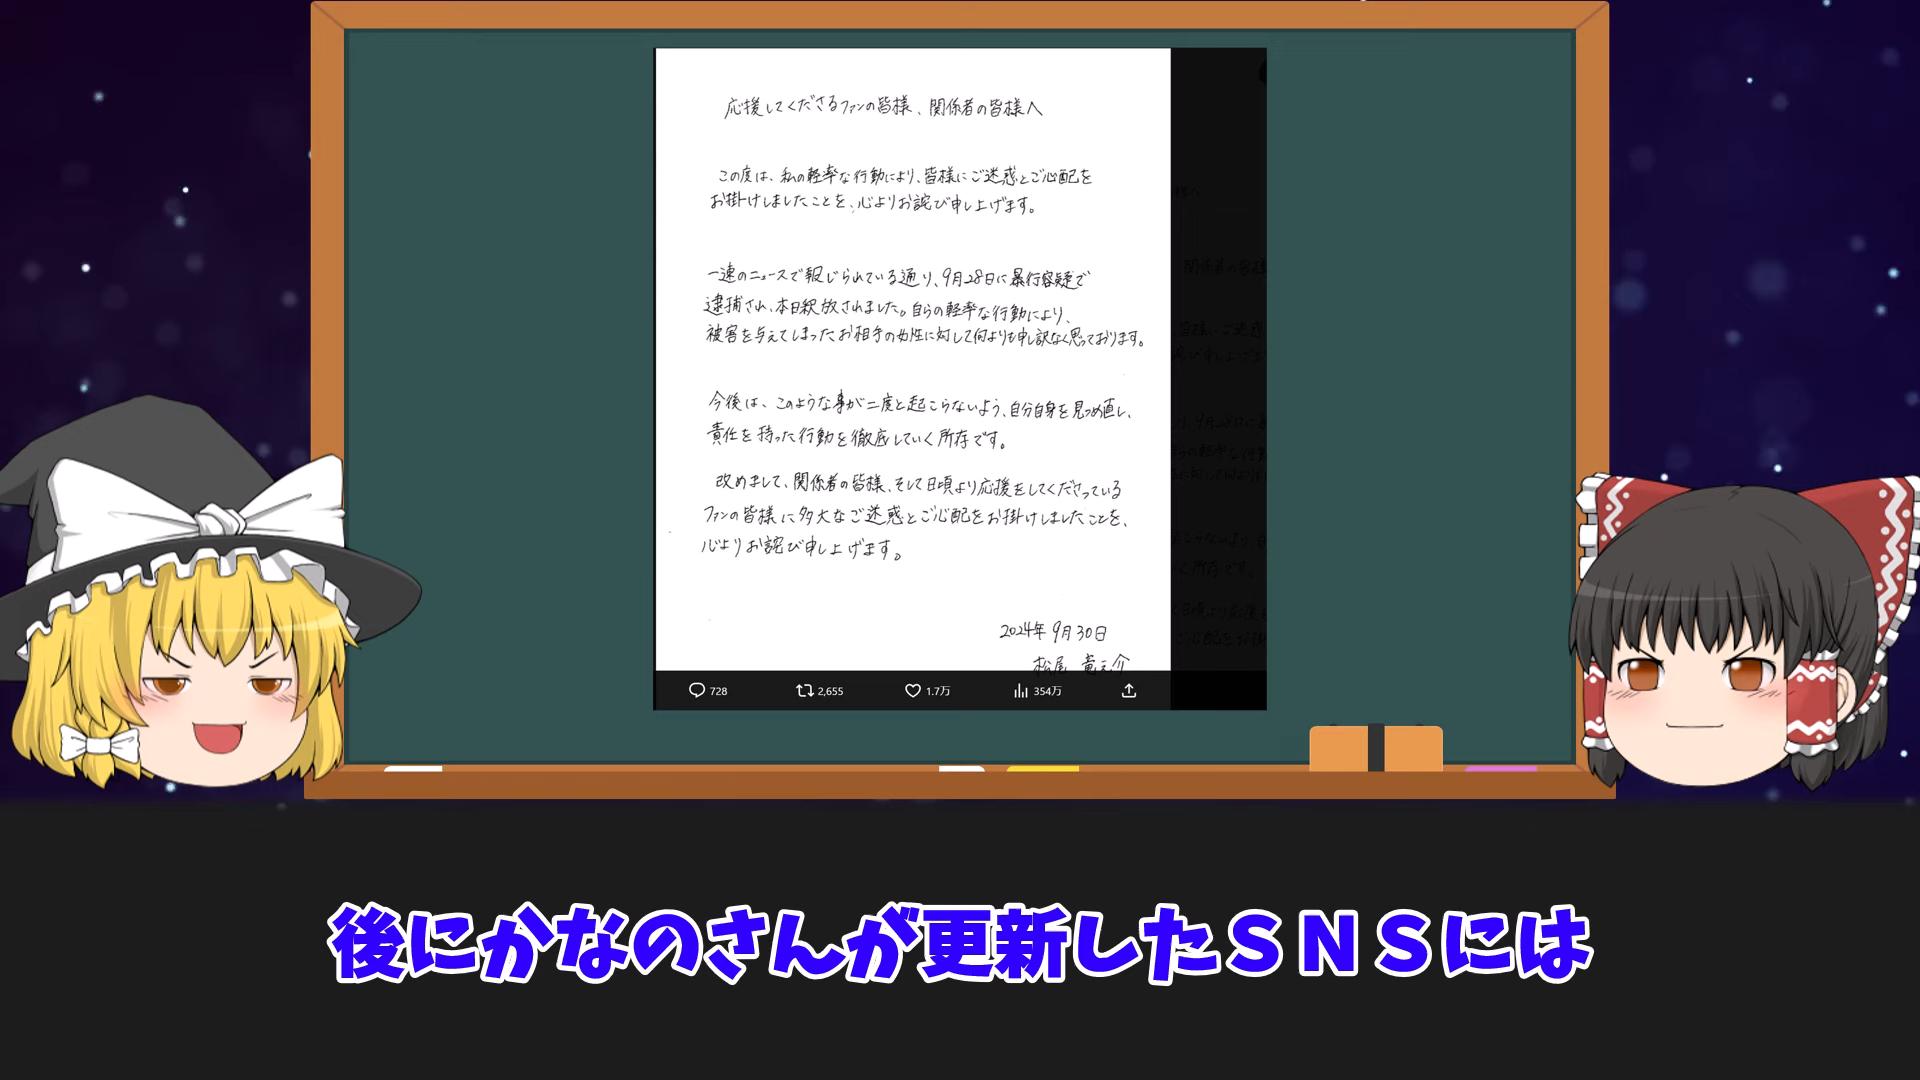 応援してくださるファンの皆様、関係者の皆様へ
この度は、私の軽率な行動により、皆様にご迷惑とご心配を
お掛けしましたことを、心よりお詫び申し上げます。
一連のニュースで報じられている通り、9月28日に暴行容疑で
逮捕され、本日釈放されました。自らの軽率な行動により、
被害を与えてしまったお相手の女性に対して何よりも申し訳なく思っております。
今後は、このような事が二度と起こらないよう、自分自身を見つめ直し、
責任を持った行動を徹底していく所存です。
改めまして、関係者の皆様、そして日頃より応援をしてくださっている
ファンの皆様に多大なご迷惑とご心配をお掛けしましたことを、
心よりお詫び申し上げます。
2024年9月30日
松尾 竜之介
728 2,655 1.7万 354万
後にかなのさんが更新したＳＮＳには